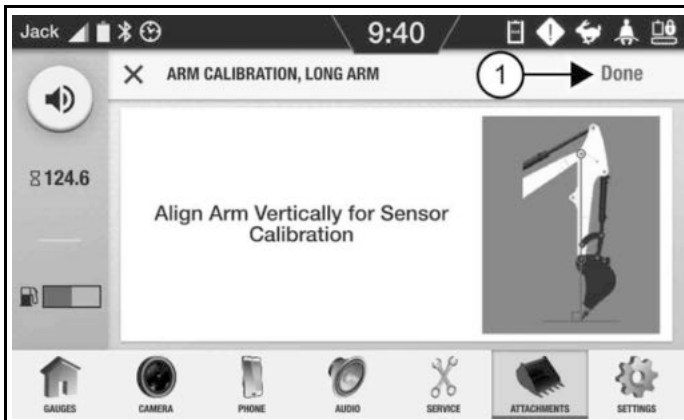 Jack 9:40
ARM CALIBRATION, LONG ARM 1 Done
124.6
Align Arm Vertically for Sensor
Calibration
GAUGES CAMERA PHONE AUDIO SERVICE ATTACHMENTS SETTINGS